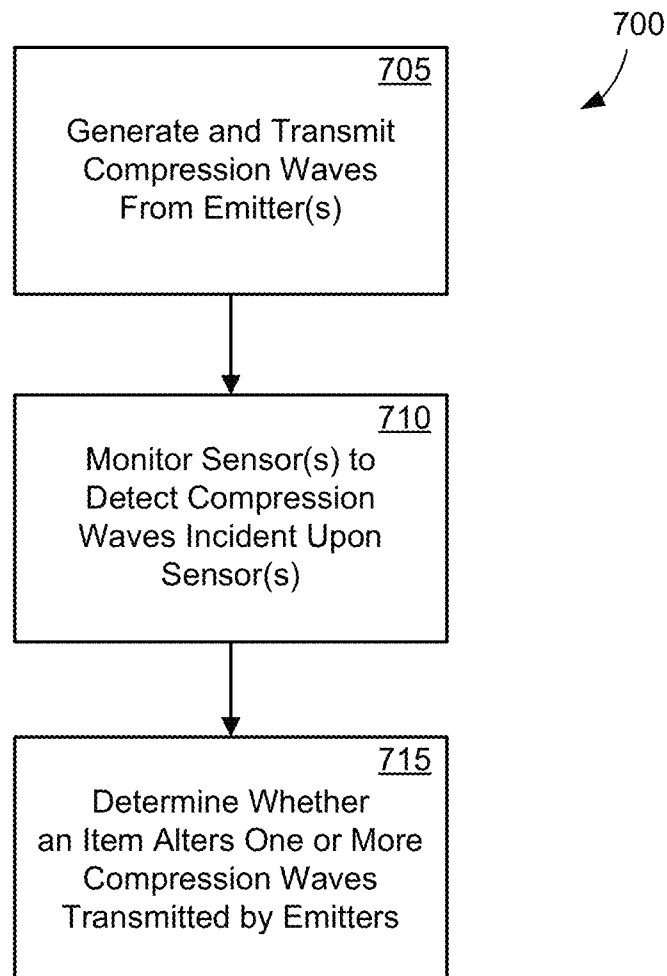 700
705
Generate and Transmit
Compression Waves
From Emitter(s)
710
Monitor Sensor(s) to
Detect Compression
Waves Incident Upon
Sensor(s)
715
Determine Whether
an Item Alters One or More
Compression Waves
Transmitted by Emitters